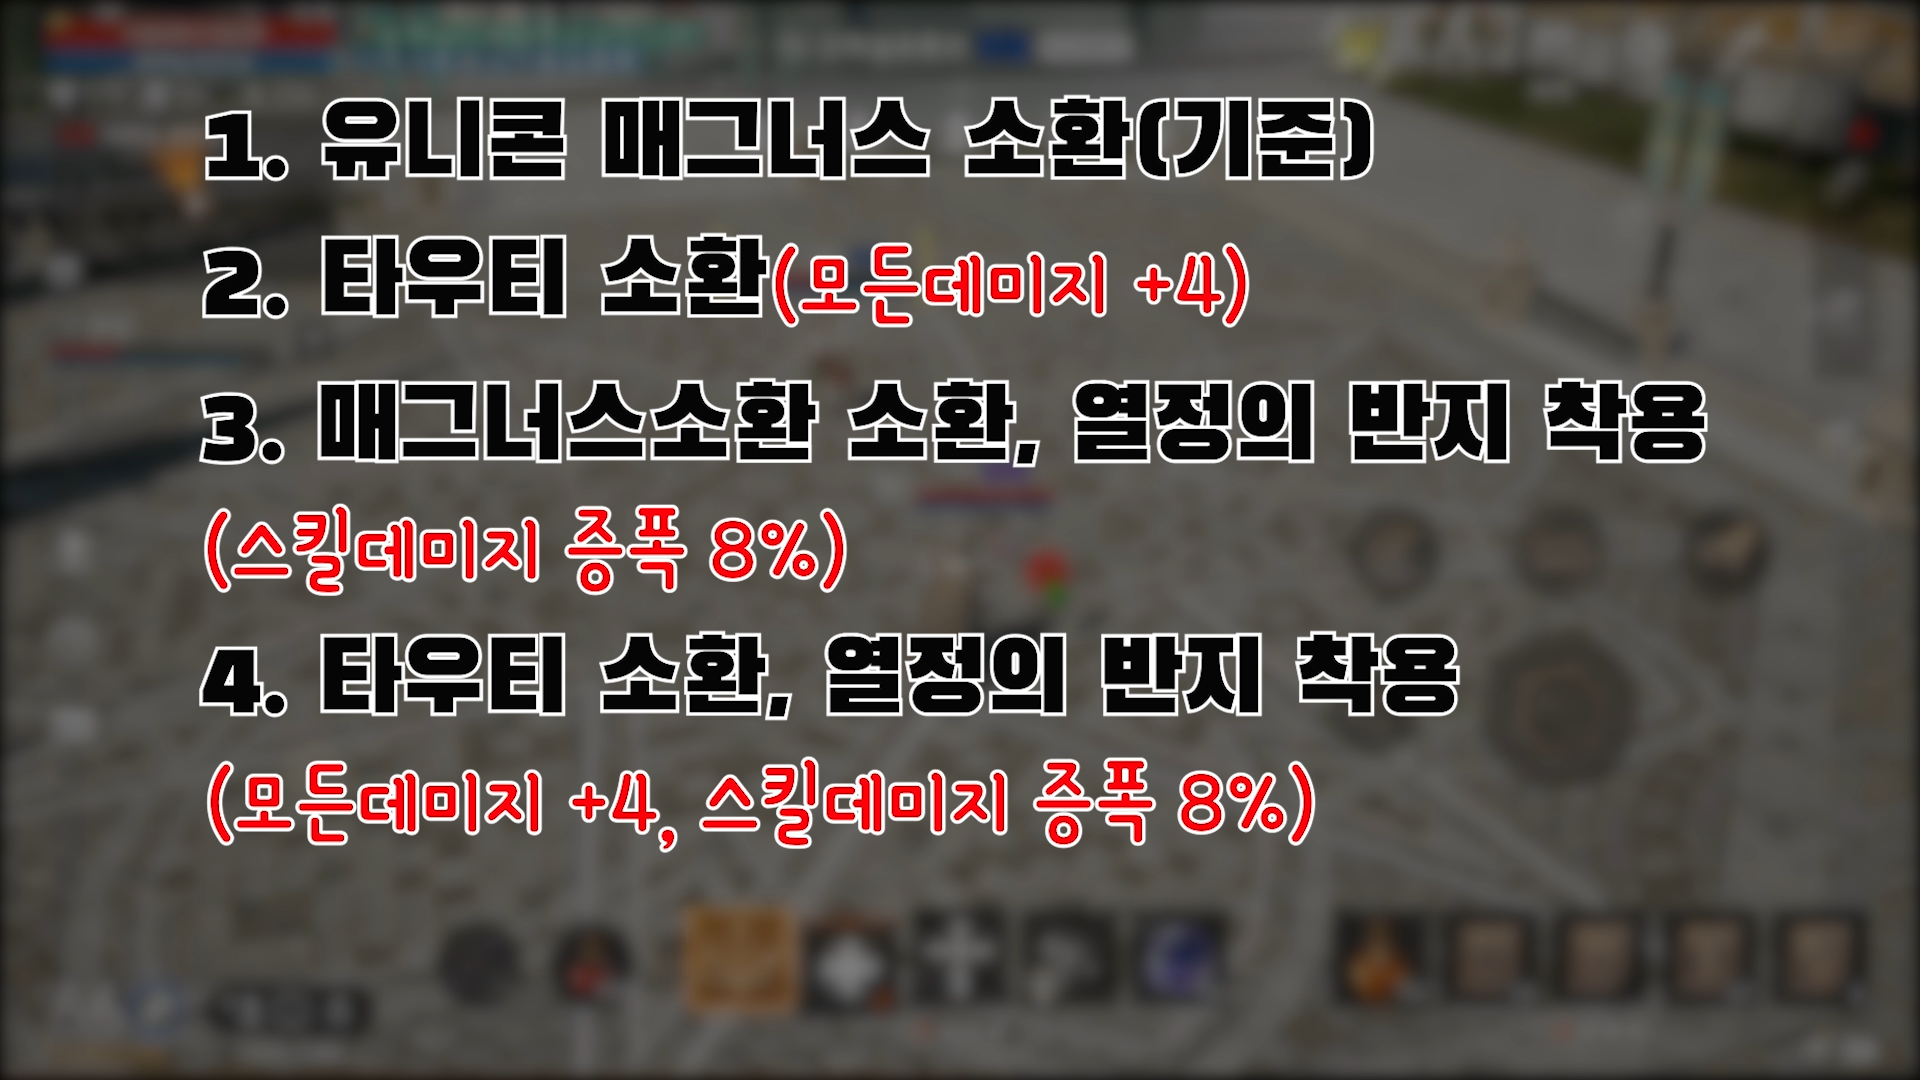 1. 유니콘 매그너스 소환(기준)
2. 타우티 소환(모든데미지 +4)
3. 매그너스소환 소환, 열정의 반지 착용
(스킬데미지 증폭 8%)
4. 타우티 소환, 열정의 반지 착용
(모든데미지 +4, 스킬데미지 증폭 8%)